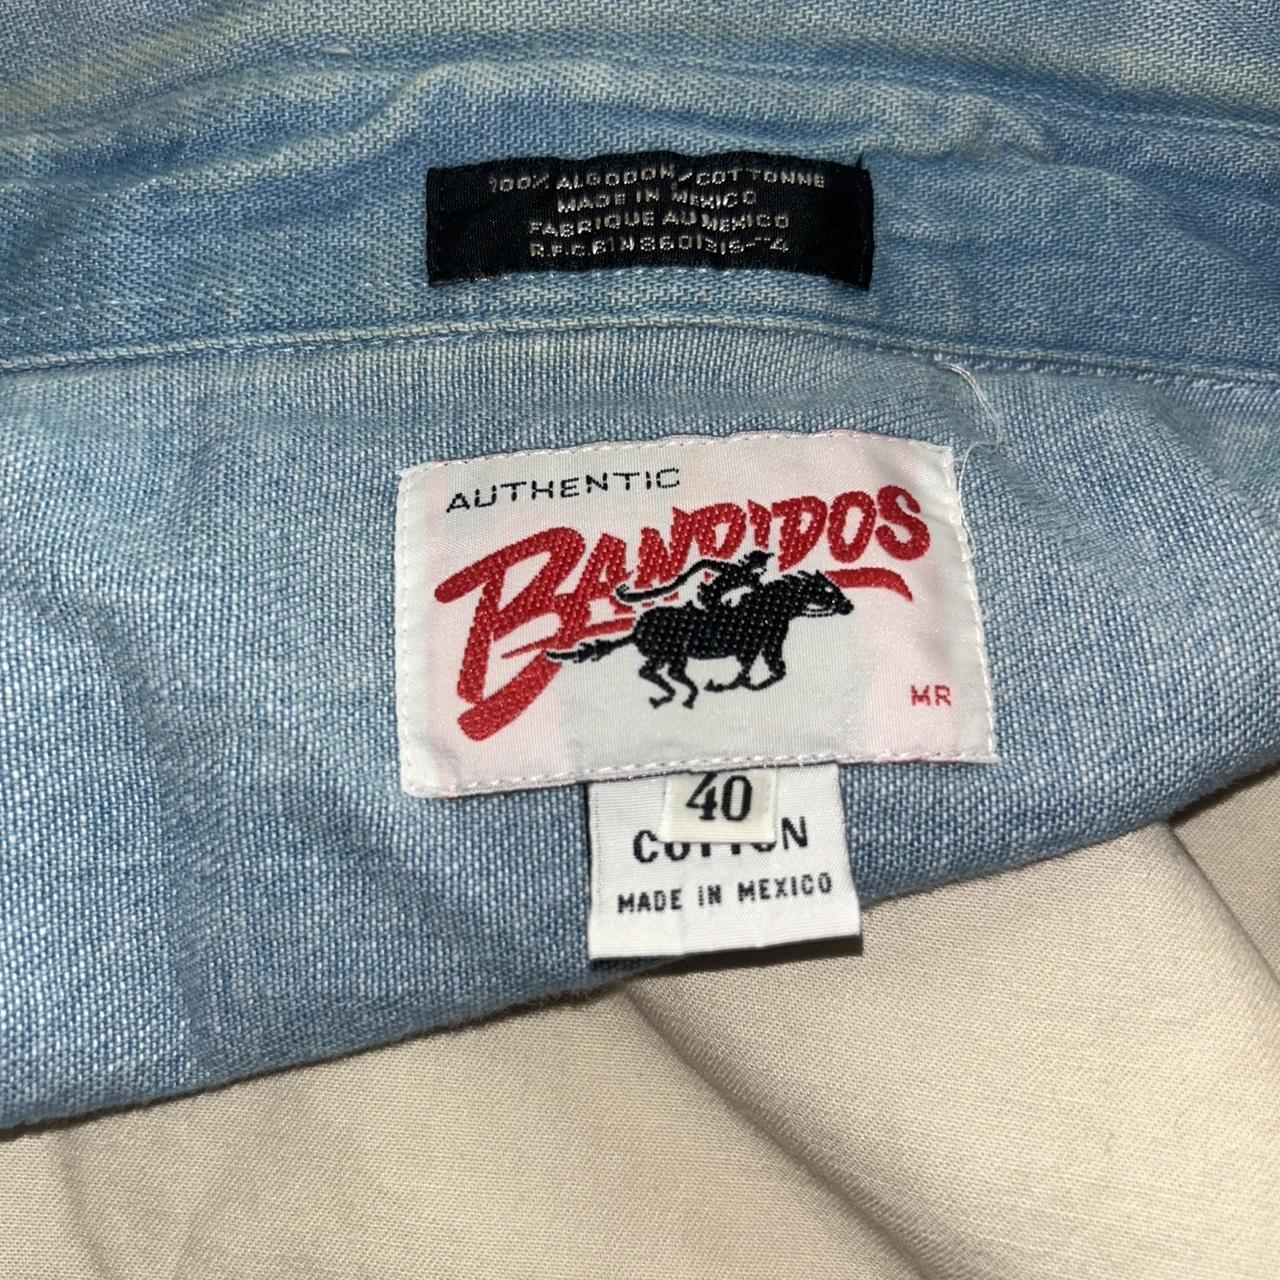 100% ALGODON/COTTONNE
MADE IN MEXICO
FABRIQUE AU MEXICO
AUTHENTIC
BANDIDOS
MR
40
COTTON
MADE IN MEXICO